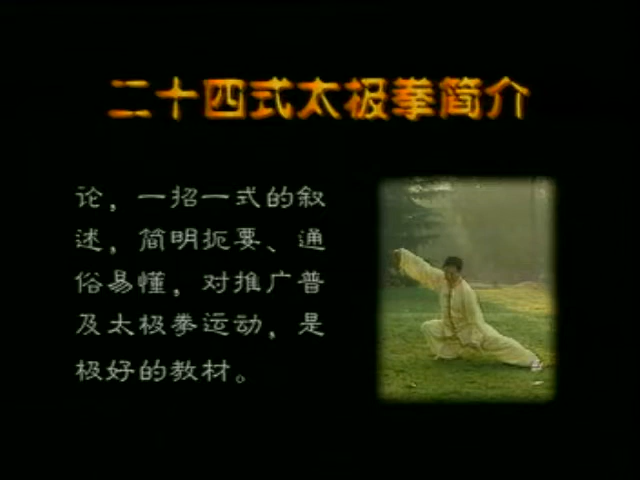 二十四式太极拳简介
论，一招一式的叙
述，简明扼要、通
俗易懂，对推广普
及太极拳运动，是
极好的教材。